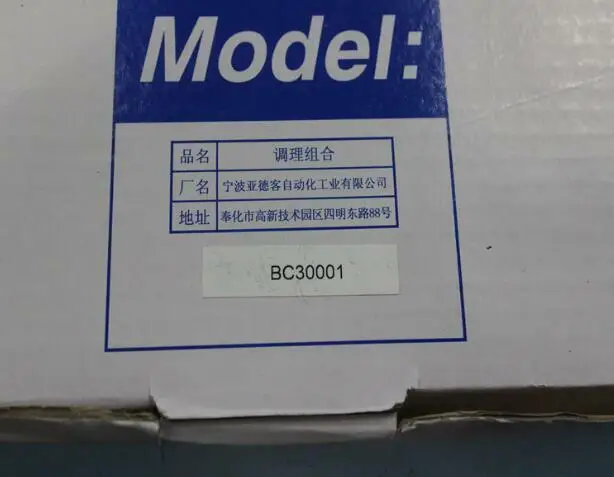 Model:
品名 调理组合
厂名 宁波亚德客自动化工业有限公司
地址 奉化市高新技术园区四明东路88号
BC30001